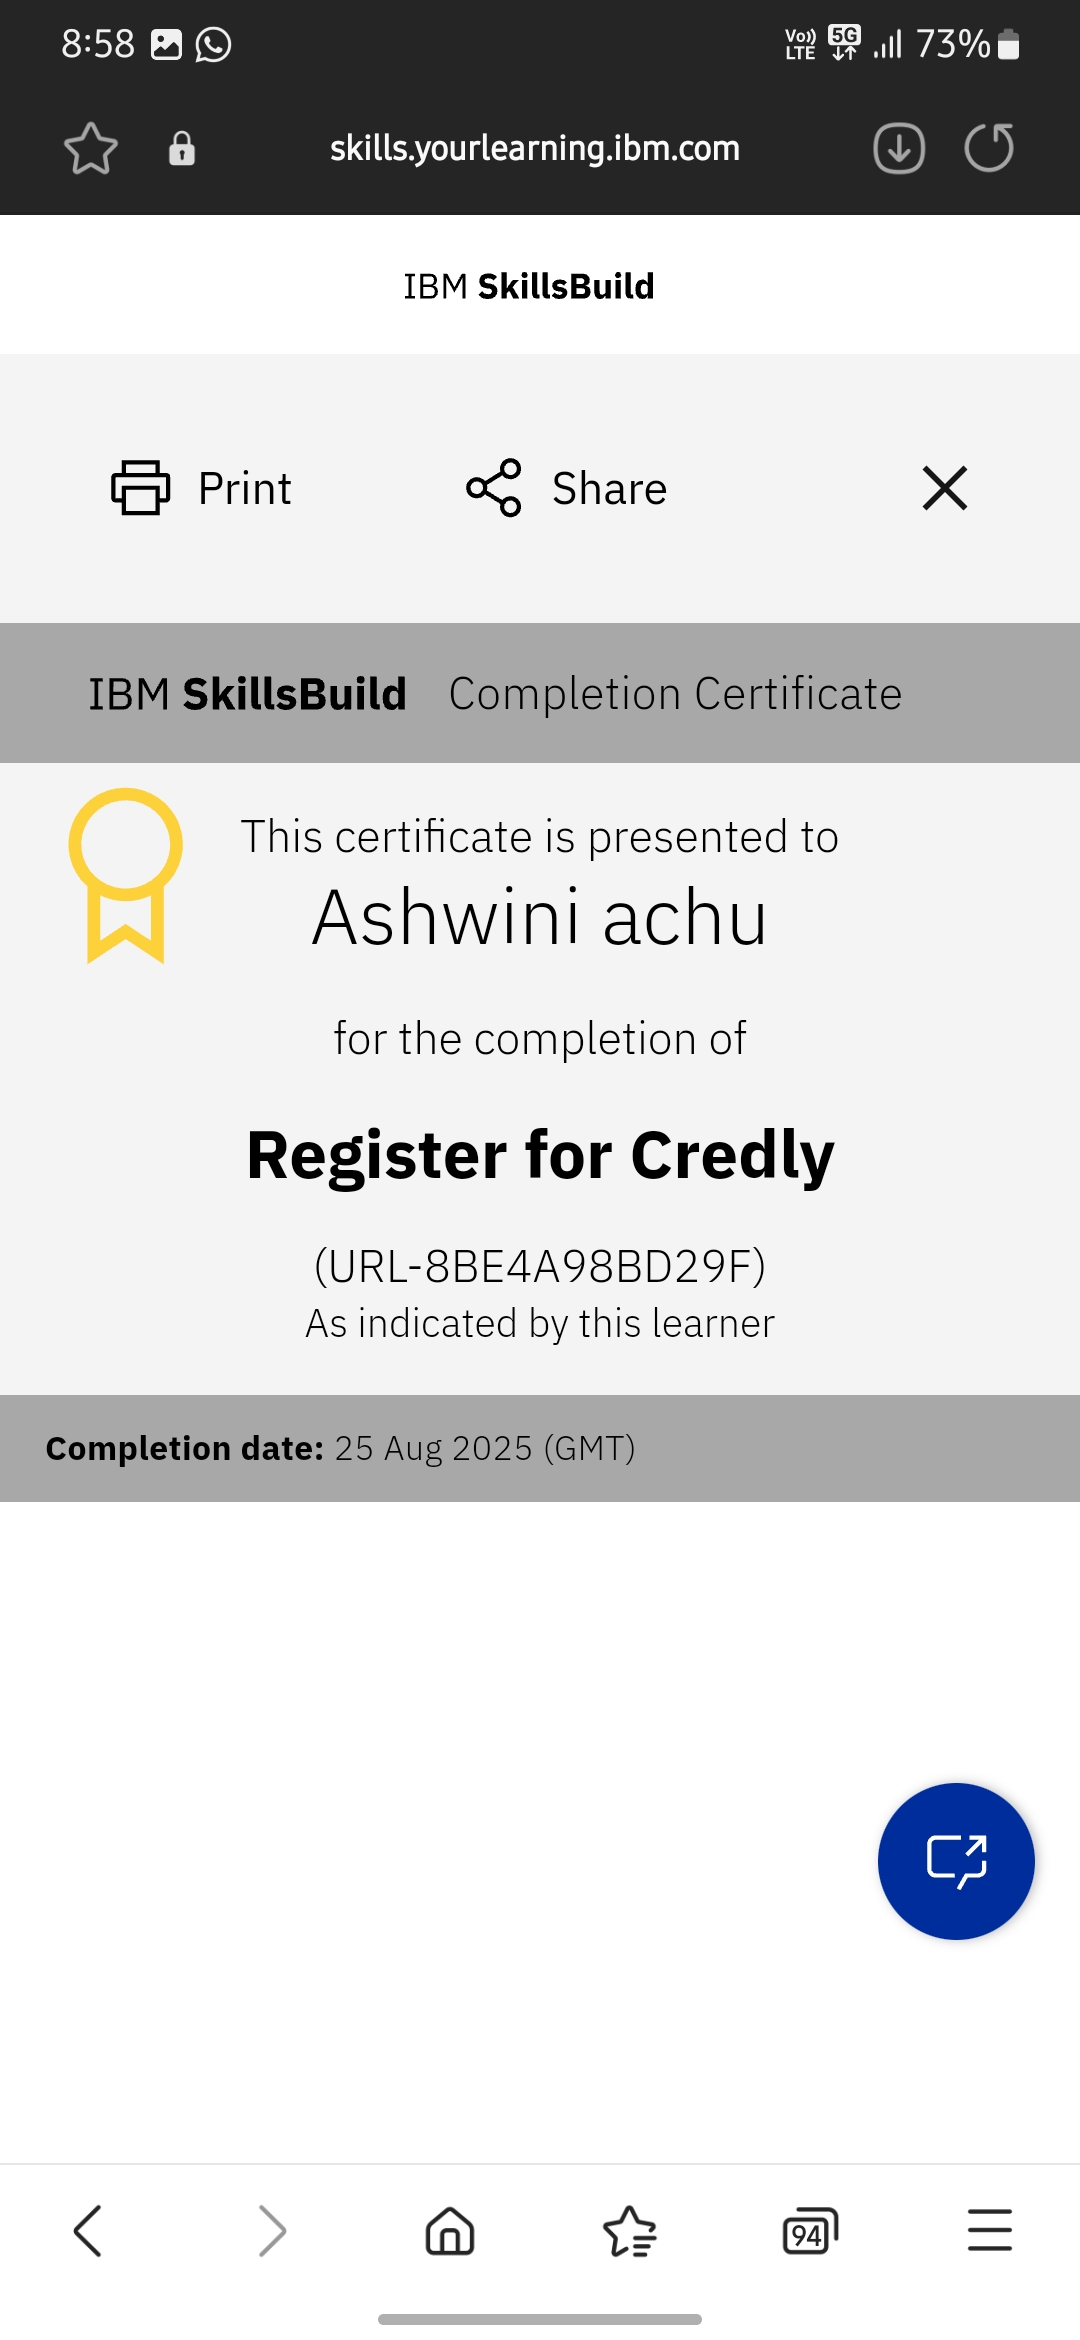 8:58 Vo)) LTE 5G 73%
skills.yourlearning.ibm.com
IBM SkillsBuild
Print Share
IBM SkillsBuild Completion Certificate
This certificate is presented to
Ashwini achu
for the completion of
Register for Credly
(URL-8BE4A98BD29F)
As indicated by this learner
Completion date: 25 Aug 2025 (GMT)
94